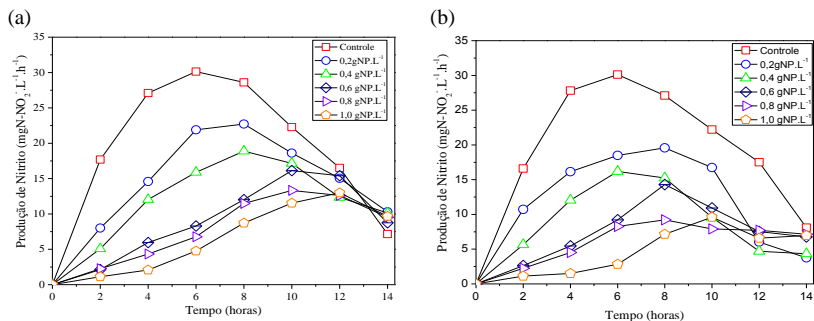 (a)
Produção de Nitrito (mgN-NO₂⁻.L⁻¹.h⁻¹)
35
30
25
20
15
10
5
0
0 2 4 6 8 10 12 14
Tempo (horas)
Controle
0,2gNP.L⁻¹
0,4 gNP.L⁻¹
0,6 gNP.L⁻¹
0,8 gNP.L⁻¹
1,0 gNP.L⁻¹
(b)
Produção de Nitrito (mgN-NO₂⁻.L⁻¹.h⁻¹)
35
30
25
20
15
10
5
0
0 2 4 6 8 10 12 14
Tempo (horas)
Controle
0,2gNP.L⁻¹
0,4 gNP.L⁻¹
0,6 gNP.L⁻¹
0,8 gNP.L⁻¹
1,0 gNP.L⁻¹